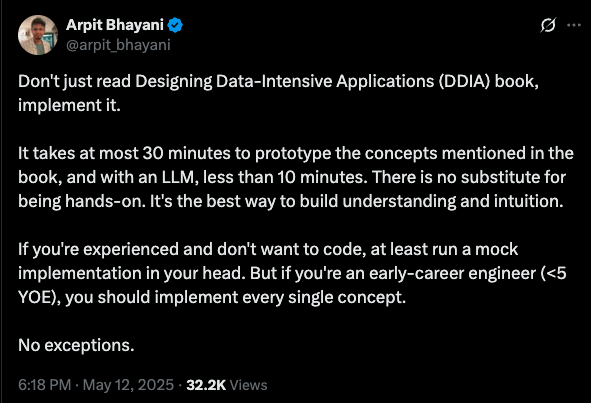 Arpit Bhayani
@arpit_bhayani
Don't just read Designing Data-Intensive Applications (DDIA) book,
implement it.
It takes at most 30 minutes to prototype the concepts mentioned in the
book, and with an LLM, less than 10 minutes. There is no substitute for
being hands-on. It's the best way to build understanding and intuition.
If you're experienced and don't want to code, at least run a mock
implementation in your head. But if you're an early-career engineer (<5
YOE), you should implement every single concept.
No exceptions.
6:18 PM · May 12, 2025 · 32.2K Views